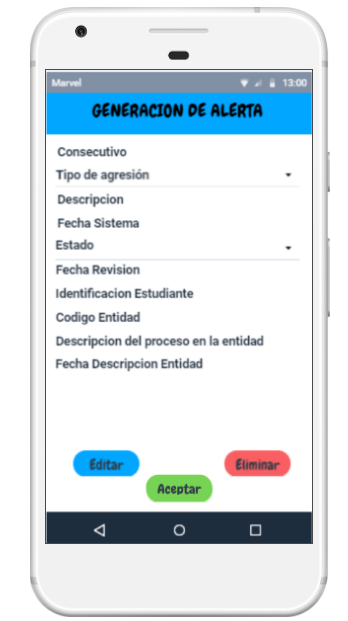 Marvel 13:00
GENERACION DE ALERTA
Consecutivo
Tipo de agresión
Descripcion
Fecha Sistema
Estado
Fecha Revision
Identificacion Estudiante
Codigo Entidad
Descripcion del proceso en la entidad
Fecha Descripcion Entidad
Editar Eliminar
Aceptar